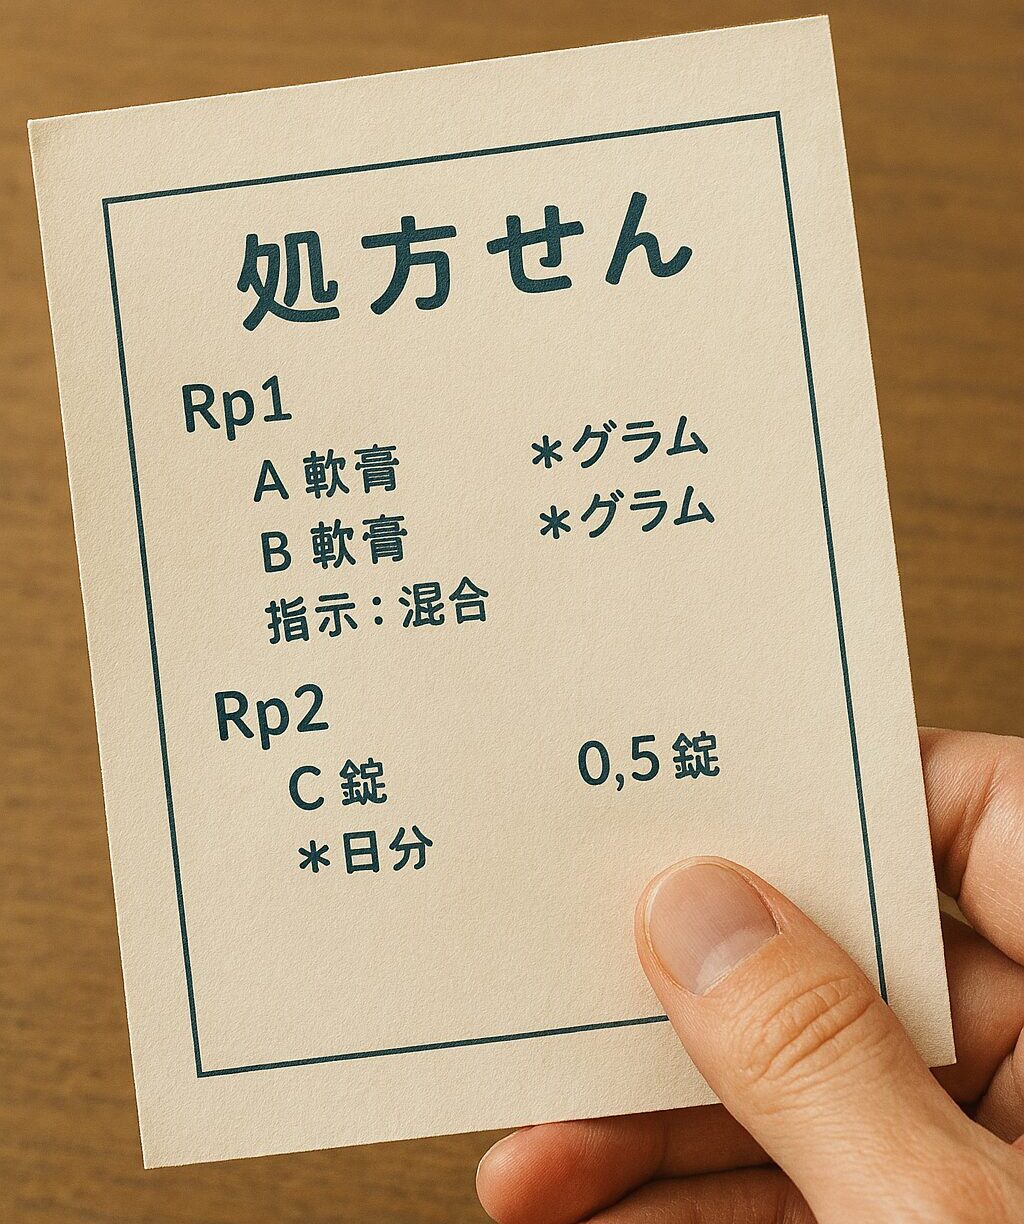 処方せん
Rp1
A 軟膏 *グラム
B 軟膏 *グラム
指示：混合
Rp2
C 錠 0,5 錠
*日分